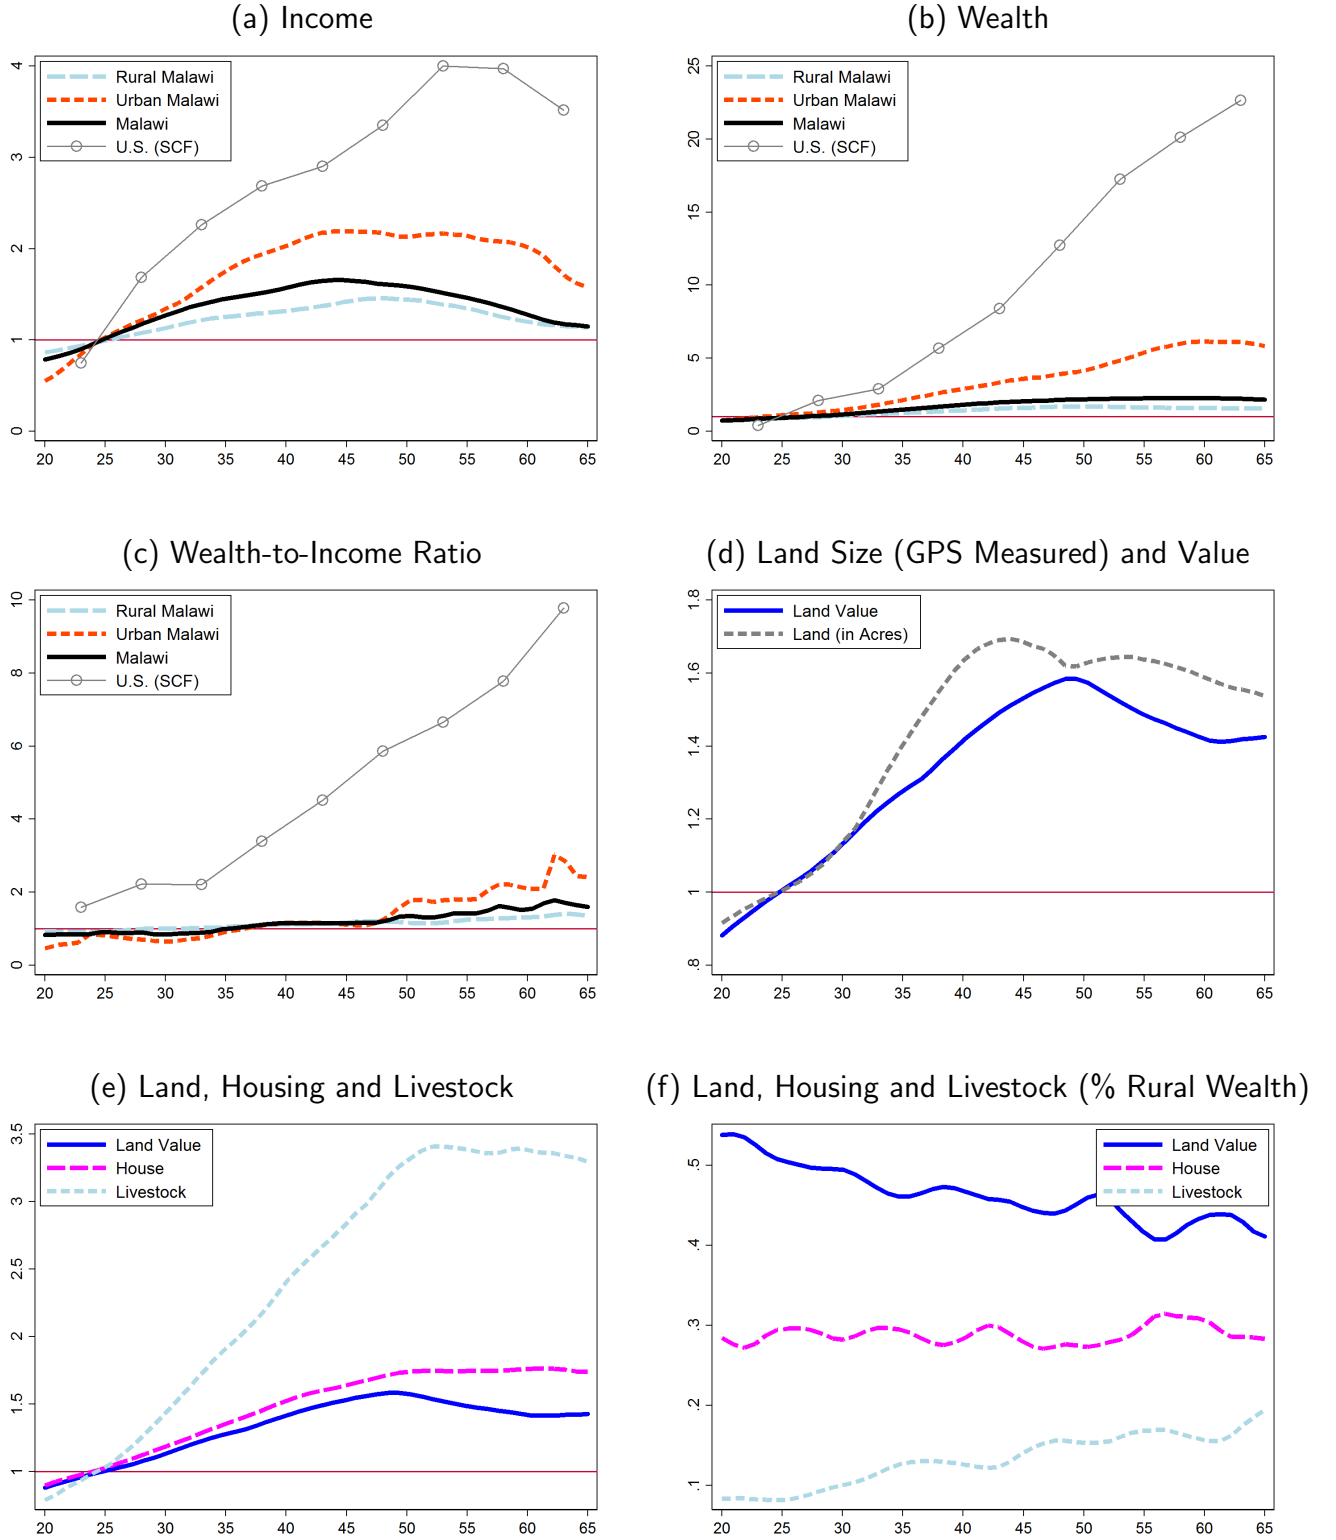 (a) Income
4
3
2
1
0
Rural Malawi
Urban Malawi
Malawi
U.S. (SCF)
20 25 30 35 40 45 50 55 60 65
(b) Wealth
25
20
15
10
5
0
Rural Malawi
Urban Malawi
Malawi
U.S. (SCF)
20 25 30 35 40 45 50 55 60 65
(c) Wealth-to-Income Ratio
10
8
6
4
2
0
Rural Malawi
Urban Malawi
Malawi
U.S. (SCF)
20 25 30 35 40 45 50 55 60 65
(d) Land Size (GPS Measured) and Value
1.8
1.6
1.4
1.2
1
.8
Land Value
Land (in Acres)
20 25 30 35 40 45 50 55 60 65
(e) Land, Housing and Livestock
3.5
3
2.5
2
1.5
1
Land Value
House
Livestock
20 25 30 35 40 45 50 55 60 65
(f) Land, Housing and Livestock (% Rural Wealth)
.5
.4
.3
.2
.1
Land Value
House
Livestock
20 25 30 35 40 45 50 55 60 65